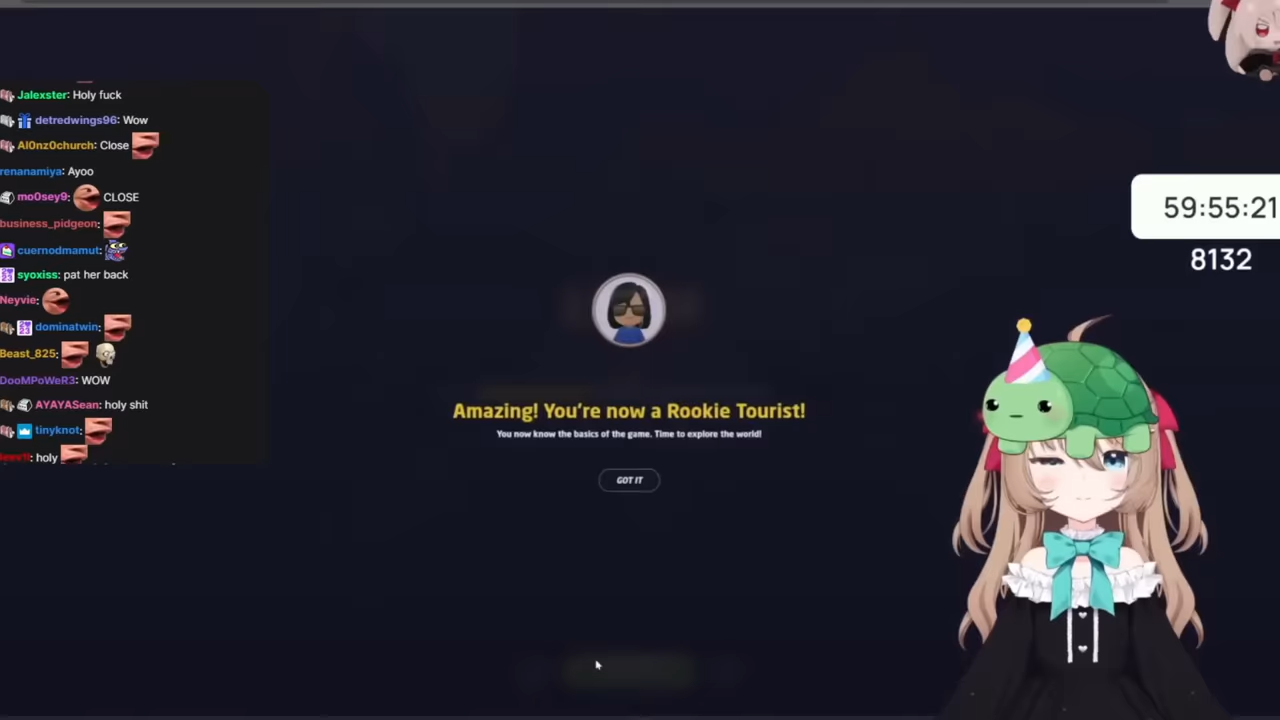 Jalexster: Holy fuck
detredwings96: Wow
Al0nz0church: Close
renanamiya: Ayoo
mo0sey9: CLOSE
business_pidgeon:
cuernodmamut:
syoxiss: pat her back
Neyvie:
dominatwin:
Beast_825:
DooMPoWeR3: WOW
AYAYASean: holy shit
tinyknot:
: holy
59:55:21
8132
Amazing! You're now a Rookie Tourist!
You now know the basics of the game. Time to explore the world!
GOT IT